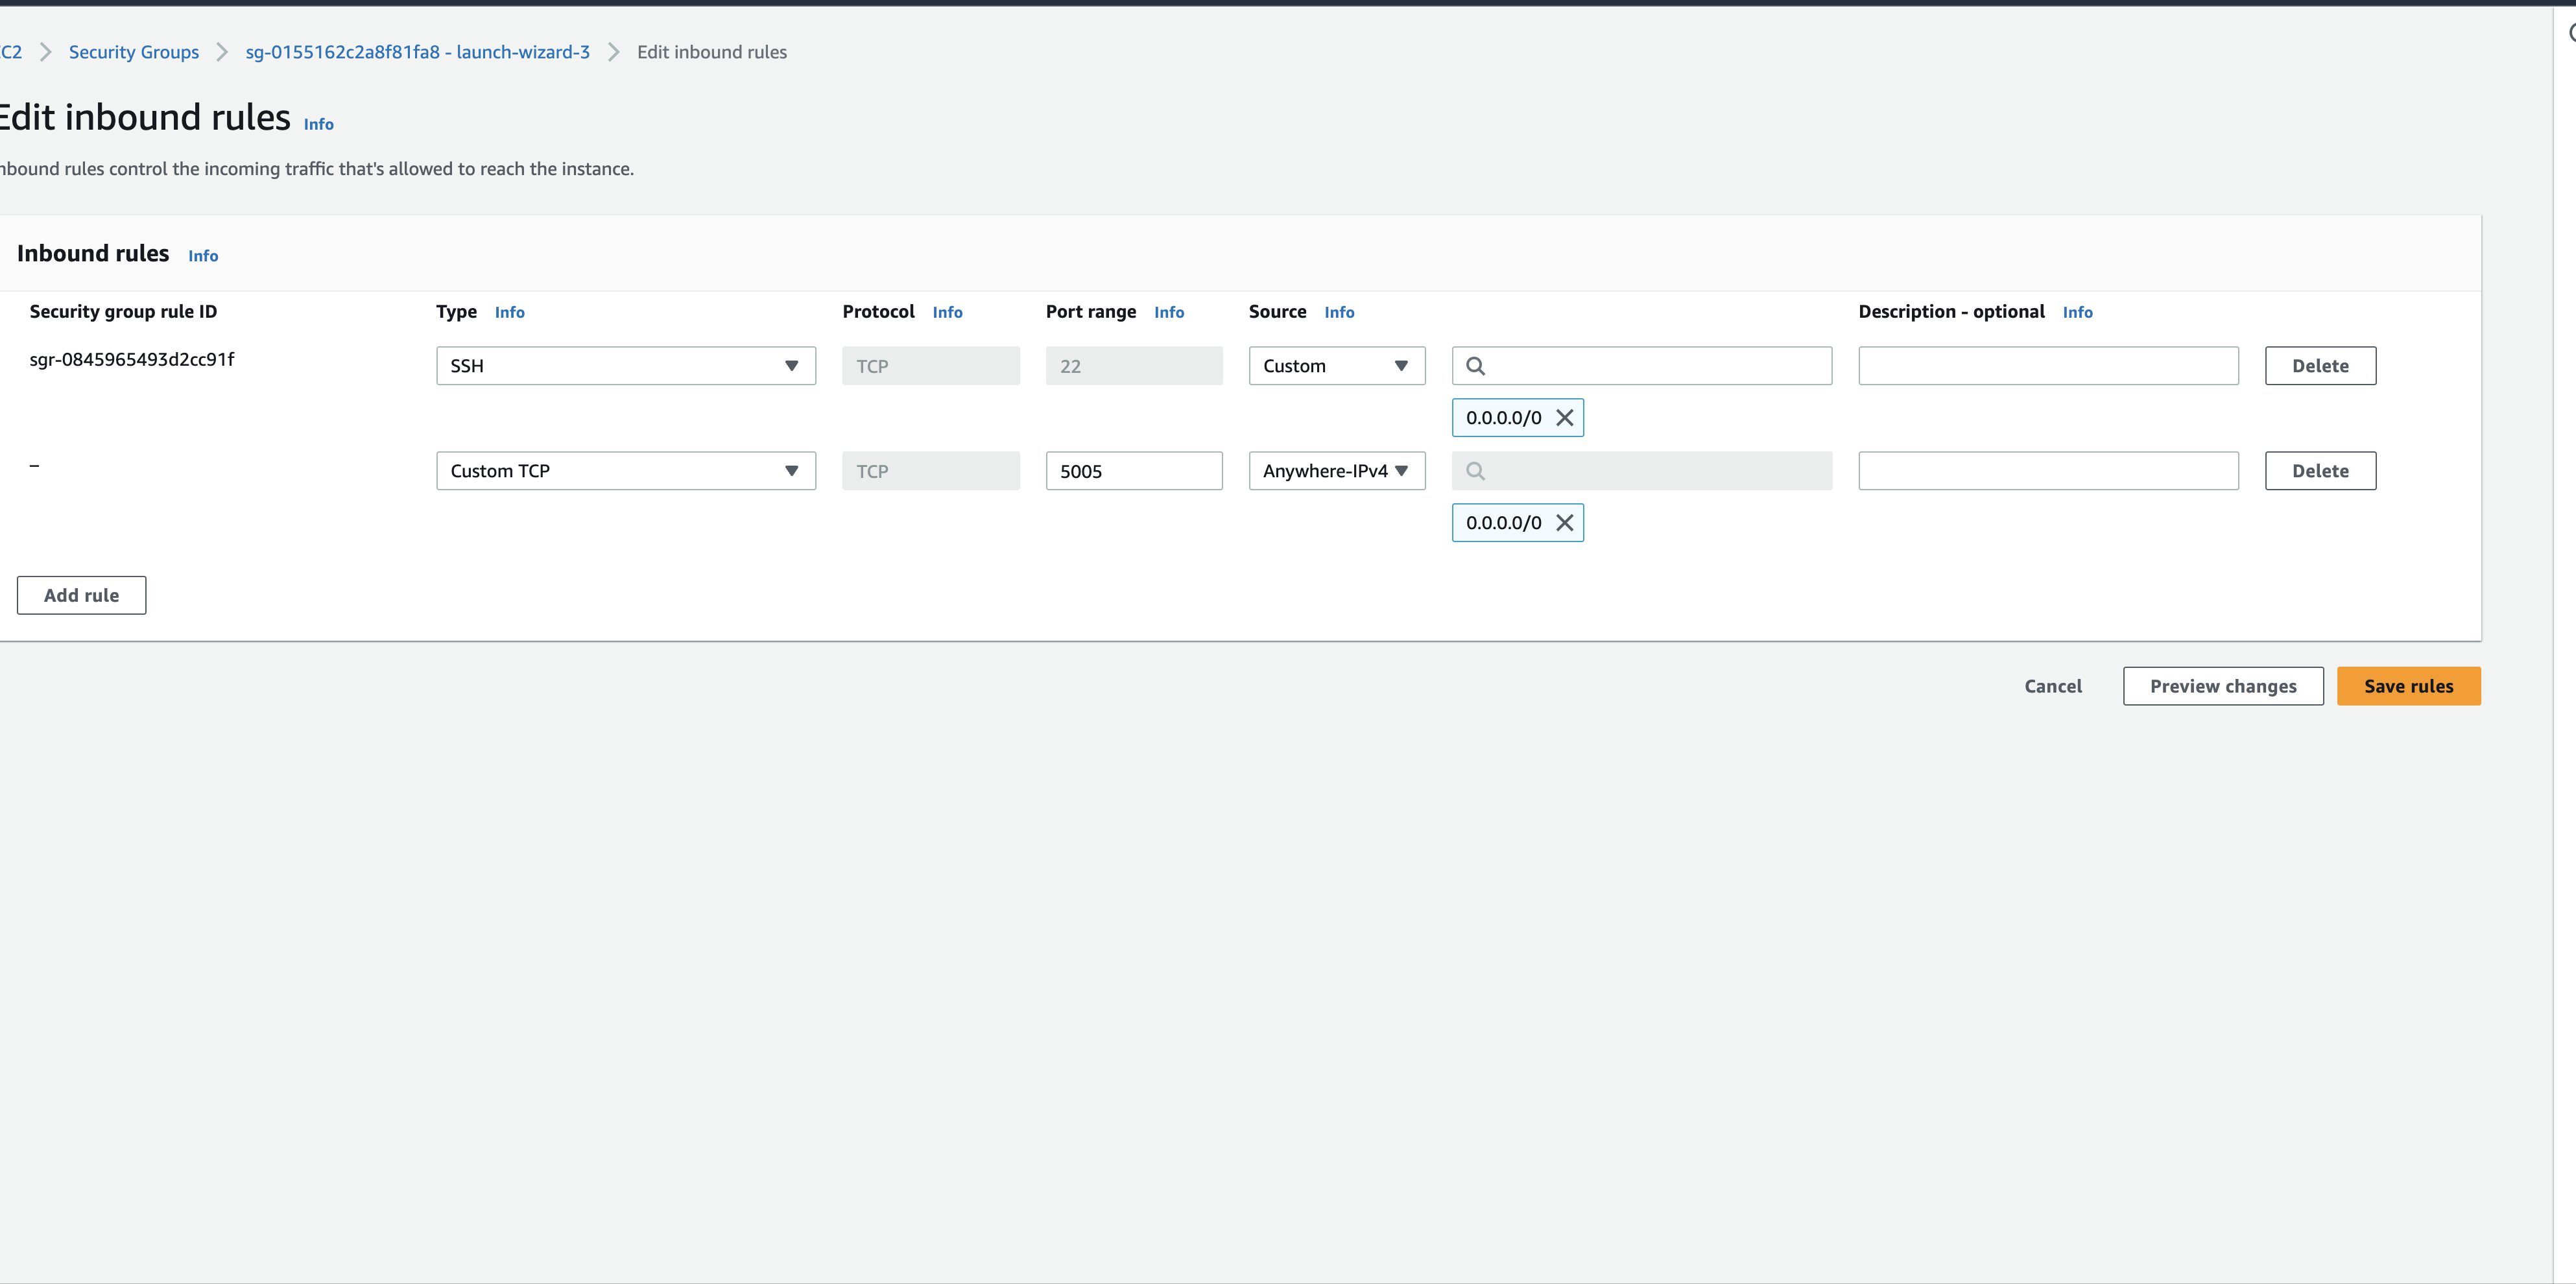 C2 > Security Groups > sg-0155162c2a8f81fa8 - launch-wizard-3 > Edit inbound rules
Edit inbound rules Info
nbound rules control the incoming traffic that's allowed to reach the instance.
Inbound rules Info
Security group rule ID Type Info Protocol Info Port range Info Source Info Description - optional Info
sgr-0845965493d2cc91f SSH TCP 22 Custom Delete
0.0.0.0/0
– Custom TCP TCP 5005 Anywhere-IPv4 Delete
0.0.0.0/0
Add rule
Cancel Preview changes Save rules